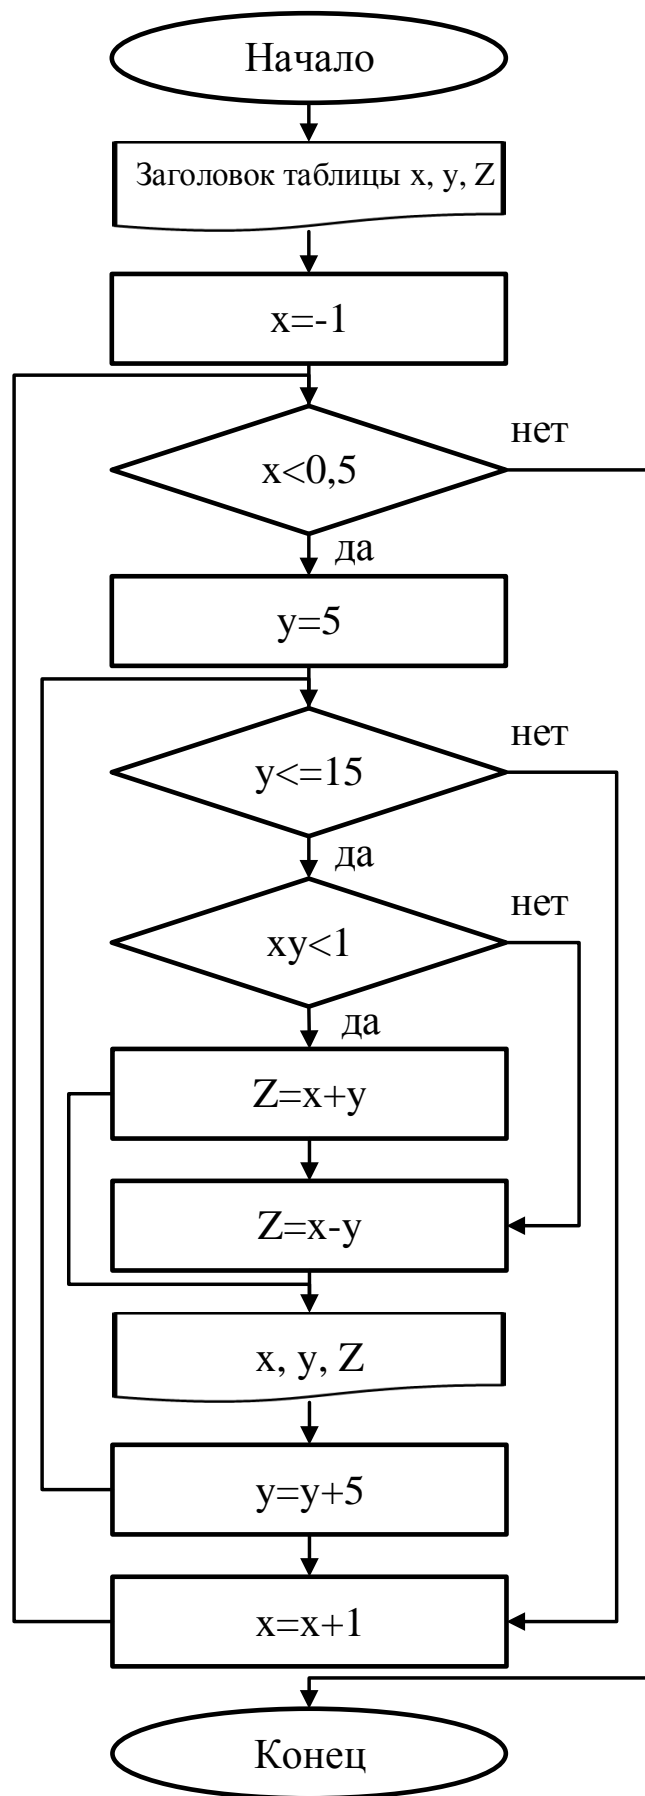 Начало
Заголовок таблицы x, y, Z
x=-1
нет
x<0,5
да
y=5
нет
y<=15
да
нет
xy<1
да
Z=x+y
Z=x-y
x, y, Z
y=y+5
x=x+1
Конец